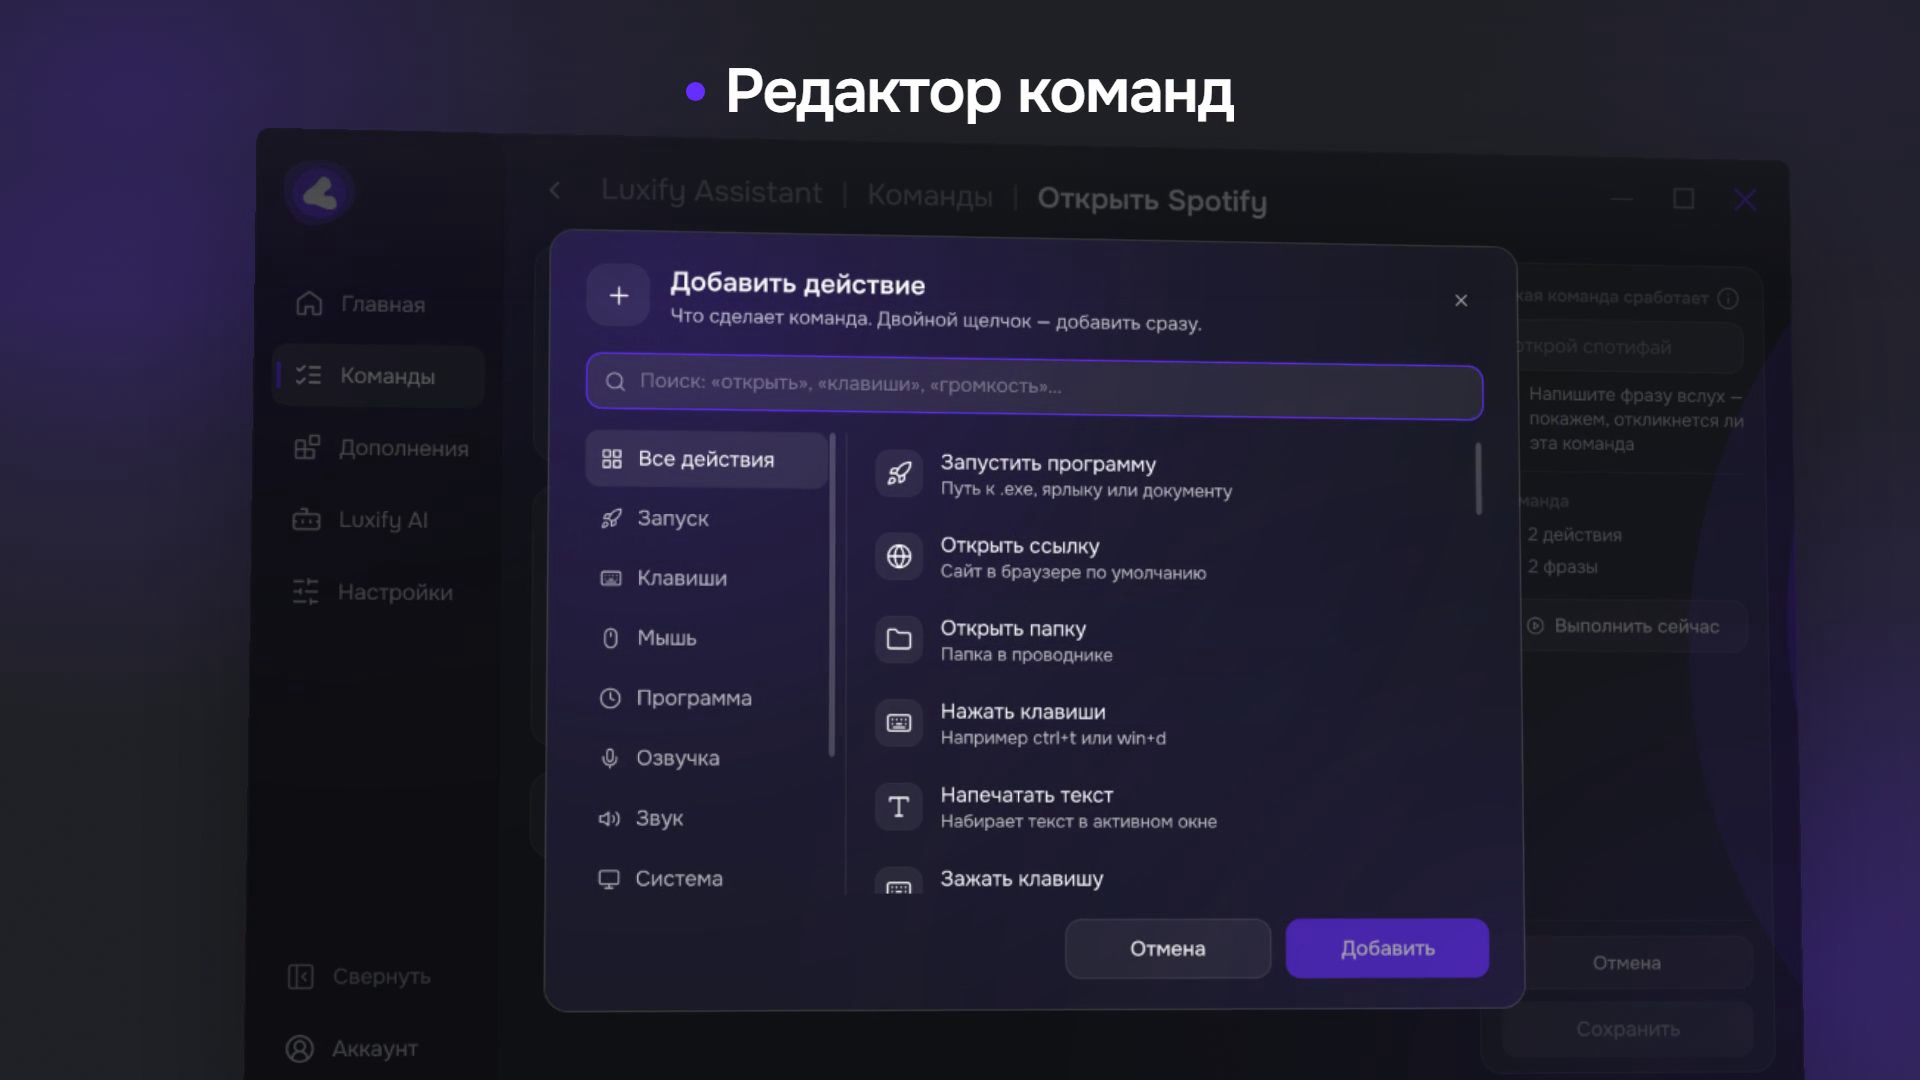 Редактор команд
Luxify Assistant | Команды | Открыть Spotify
Главная
Команды
Дополнения
Luxify AI
Настройки
Свернуть
Аккаунт
Добавить действие
Что сделает команда. Двойной щелчок — добавить сразу.
Поиск: «открыть», «клавиши», «громкость»...
Все действия
Запуск
Клавиши
Мышь
Программа
Озвучка
Звук
Система
Запустить программу
Путь к .exe, ярлыку или документу
Открыть ссылку
Сайт в браузере по умолчанию
Открыть папку
Папка в проводнике
Нажать клавиши
Например ctrl+t или win+d
Напечатать текст
Набирает текст в активном окне
Зажать клавишу
Отмена
Добавить
команда сработает
спотифай
Напишите фразу вслух —
покажем, откликнется ли
эта команда
2 действия
2 фразы
Выполнить сейчас
Отмена
Сохранить